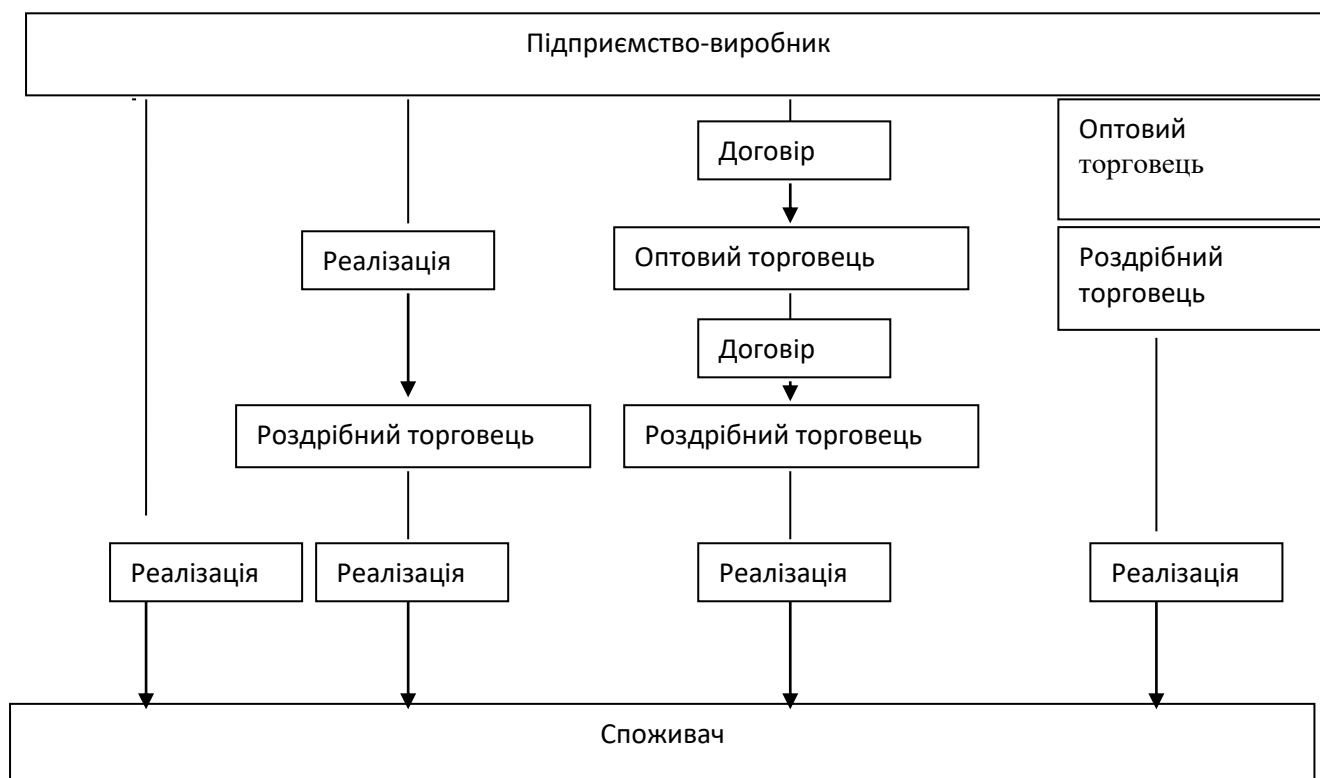 Підприємство-виробник
Договір
Оптовий
торговець
Реалізація
Оптовий торговець
Роздрібний
торговець
Договір
Роздрібний торговець
Роздрібний торговець
Реалізація
Реалізація
Реалізація
Реалізація
Споживач